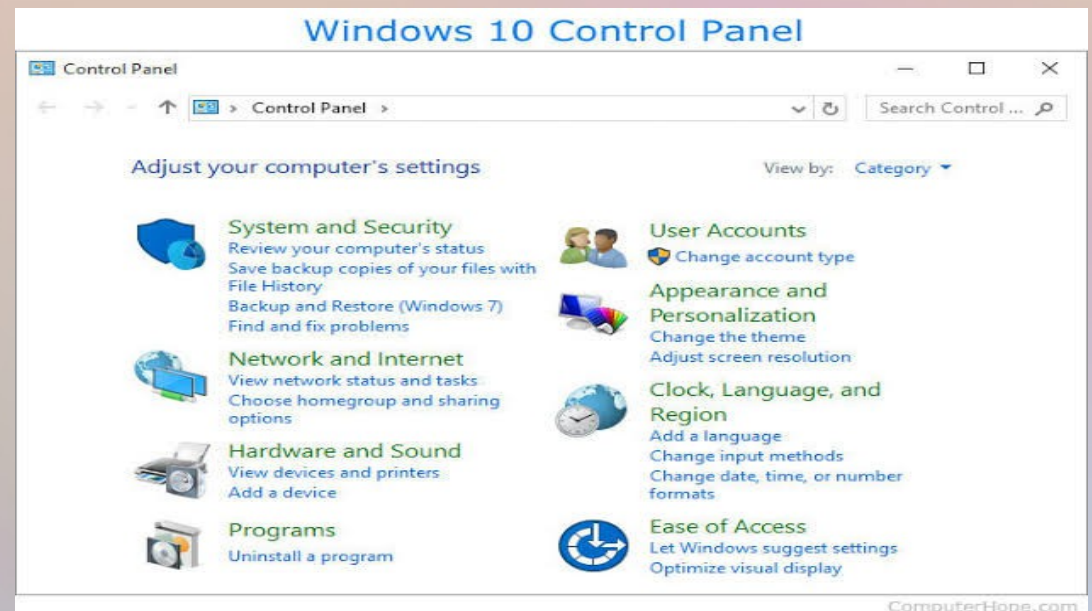 Windows 10 Control Panel
Control Panel
Control Panel
Search Control ...
Adjust your computer's settings
View by: Category
System and Security
Review your computer's status
Save backup copies of your files with
File History
Backup and Restore (Windows 7)
Find and fix problems
Network and Internet
View network status and tasks
Choose homegroup and sharing
options
Hardware and Sound
View devices and printers
Add a device
Programs
Uninstall a program
User Accounts
Change account type
Appearance and
Personalization
Change the theme
Adjust screen resolution
Clock, Language, and
Region
Add a language
Change input methods
Change date, time, or number
formats
Ease of Access
Let Windows suggest settings
Optimize visual display
ComputerHope.com